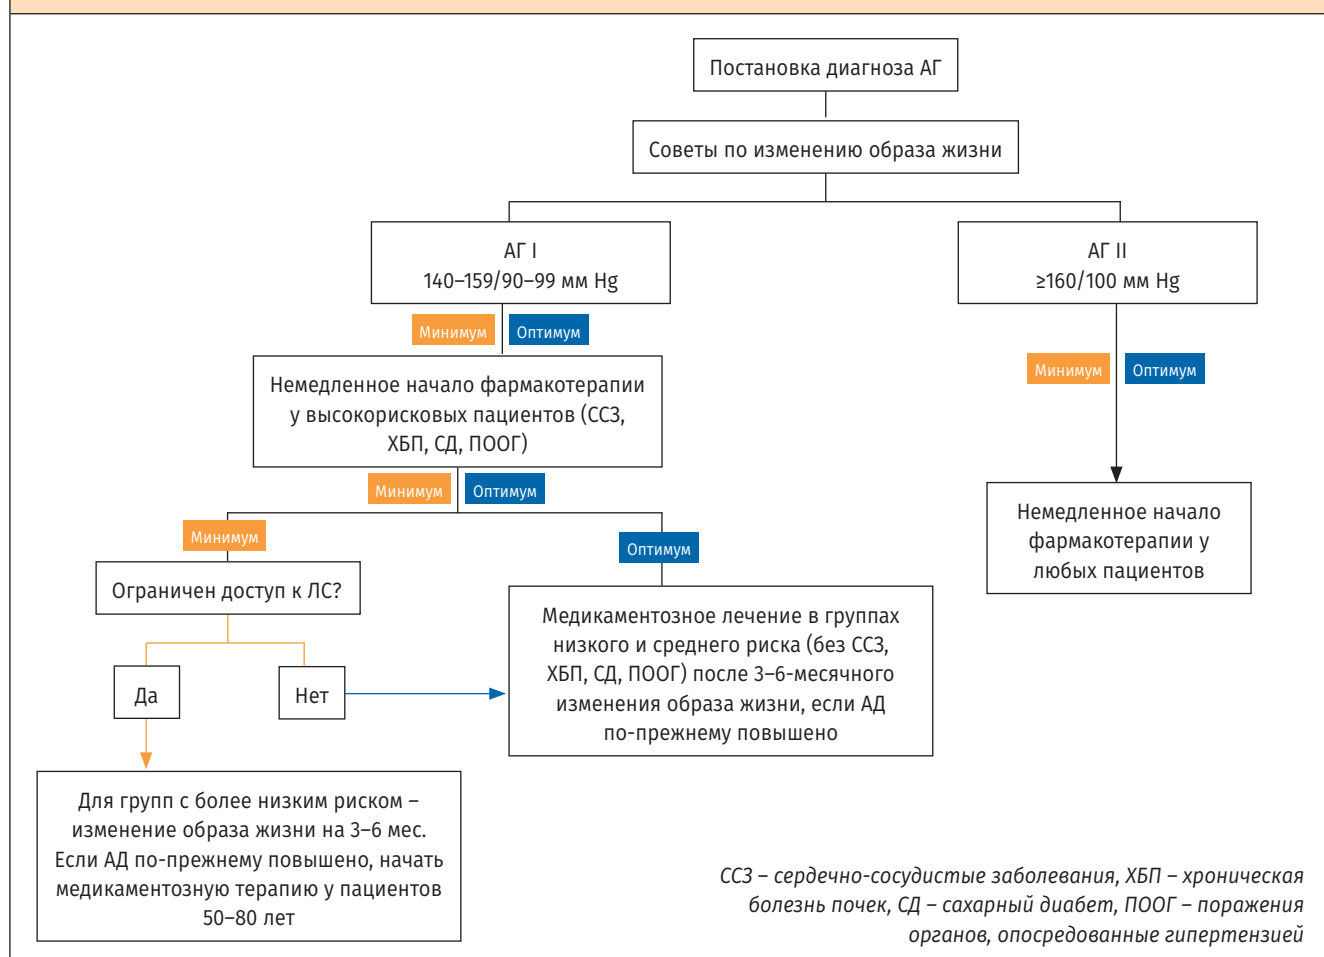 Постановка диагноза АГ
Советы по изменению образа жизни
АГ I
140–159/90–99 мм Hg
АГ II
≥160/100 мм Hg
Минимум
Оптимум
Минимум
Оптимум
Немедленное начало фармакотерапии
у высокорисковых пациентов (ССЗ,
ХБП, СД, ПООГ)
Минимум
Оптимум
Немедленное начало
фармакотерапии у
любых пациентов
Минимум
Оптимум
Ограничен доступ к ЛС?
Медикаментозное лечение в группах
низкого и среднего риска (без ССЗ,
ХБП, СД, ПООГ) после 3–6-месячного
изменения образа жизни, если АД
по-прежнему повышено
Да
Нет
Для групп с более низким риском –
изменение образа жизни на 3–6 мес.
Если АД по-прежнему повышено, начать
медикаментозную терапию у пациентов
50–80 лет
ССЗ – сердечно-сосудистые заболевания, ХБП – хроническая
болезнь почек, СД – сахарный диабет, ПООГ – поражения
органов, опосредованные гипертензией